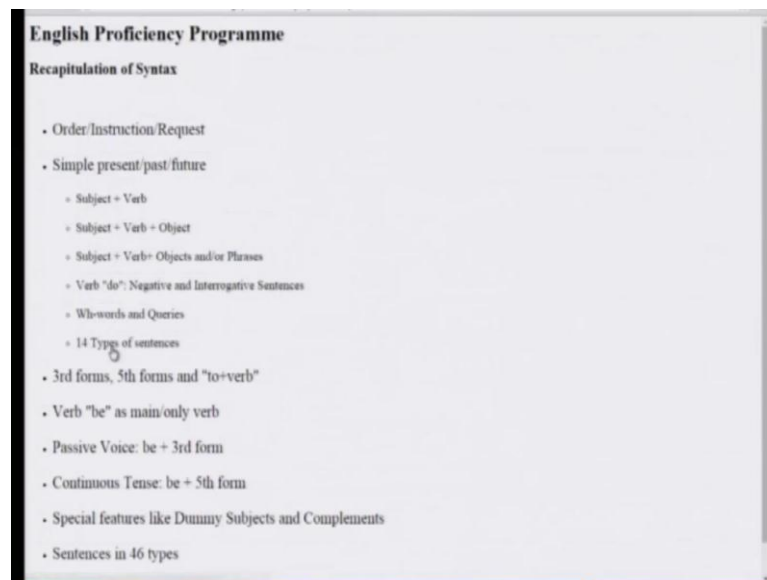 English Proficiency Programme
Recapitulation of Syntax
• Order/Instruction/Request
• Simple present/past/future
◦ Subject + Verb
◦ Subject + Verb + Object
◦ Subject + Verb+ Objects and/or Phrases
◦ Verb "do": Negative and Interrogative Sentences
◦ Wh-words and Queries
◦ 14 Types of sentences
• 3rd forms, 5th forms and "to+verb"
• Verb "be" as main/only verb
• Passive Voice: be + 3rd form
• Continuous Tense: be + 5th form
• Special features like Dummy Subjects and Complements
• Sentences in 46 types